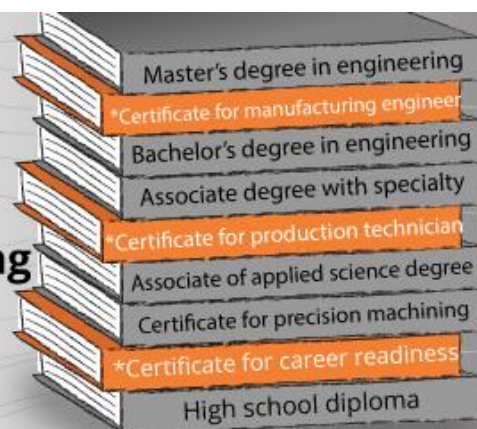 Master's degree in engineering
*Certificate for manufacturing engineer
Bachelor's degree in engineering
Associate degree with specialty
*Certificate for production technician
Associate of applied science degree
Certificate for precision machining
*Certificate for career readiness
High school diploma